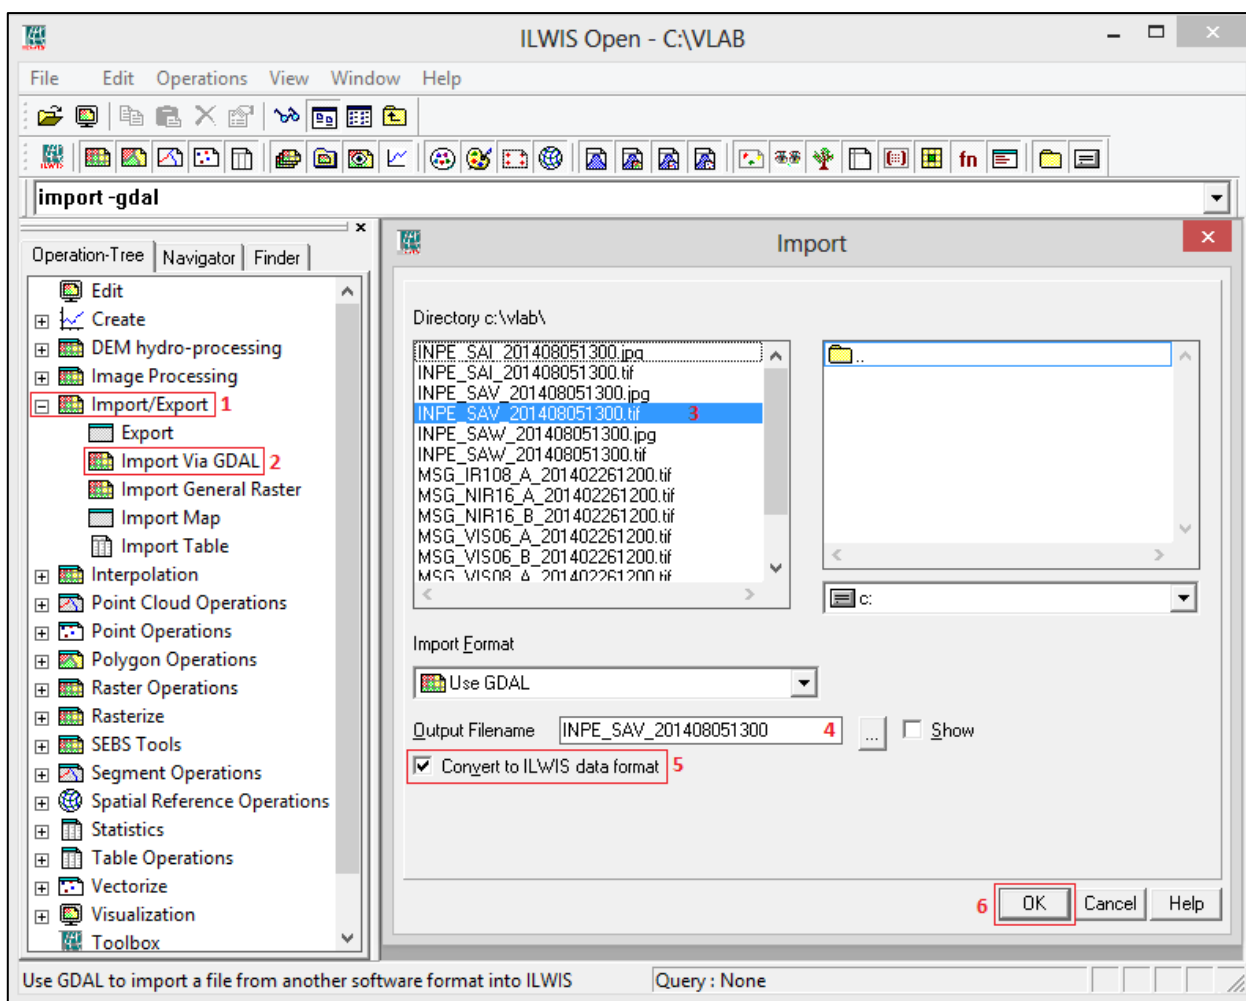 ILWIS Open - C:\VLAB
File Edit Operations View Window Help
fn
import -gdal
Operation-Tree Navigator Finder
Edit
Create
DEM hydro-processing
Image Processing
Import/Export 1
Export
Import Via GDAL 2
Import General Raster
Import Map
Import Table
Interpolation
Point Cloud Operations
Point Operations
Polygon Operations
Raster Operations
Rasterize
SEBS Tools
Segment Operations
Spatial Reference Operations
Statistics
Table Operations
Vectorize
Visualization
Toolbox
Import
Directory c:\vlab\
INPE_SAI_201408051300.jpg
INPE_SAI_201408051300.tif
INPE_SAV_201408051300.jpg
INPE_SAV_201408051300.tif 3
INPE_SAW_201408051300.jpg
INPE_SAW_201408051300.tif
MSG_IR108_A_201402261200.tif
MSG_NIR16_A_201402261200.tif
MSG_NIR16_B_201402261200.tif
MSG_VIS06_A_201402261200.tif
MSG_VIS06_B_201402261200.tif
MSG_VIS08_A_201402261200.tif
..
c:
Import Format
Use GDAL
Output Filename INPE_SAV_201408051300 4 ... Show
Convert to ILWIS data format 5
6 OK Cancel Help
Use GDAL to import a file from another software format into ILWIS Query : None